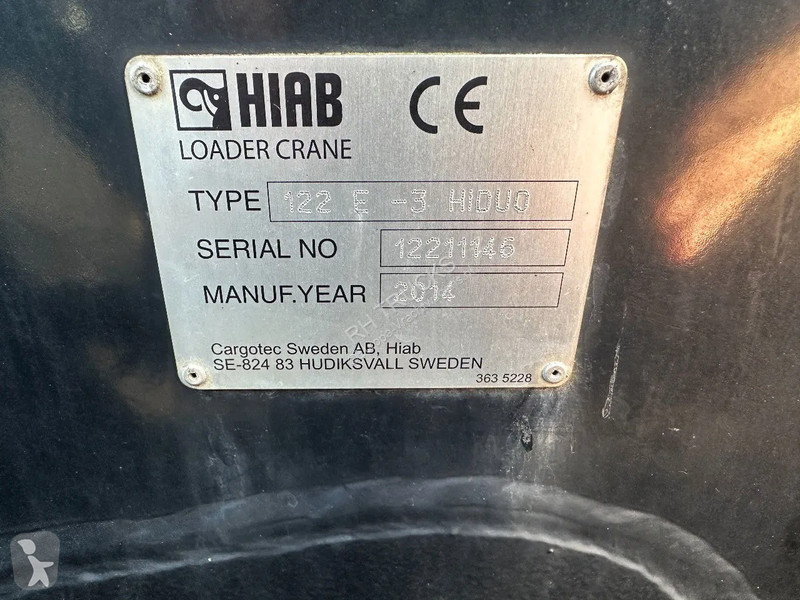 HIAB CE
LOADER CRANE
TYPE 122 E -3 HIDUO
SERIAL NO 12211146
MANUF.YEAR 2014
Cargotec Sweden AB, Hiab
SE-824 83 HUDIKSVALL SWEDEN
363 5228